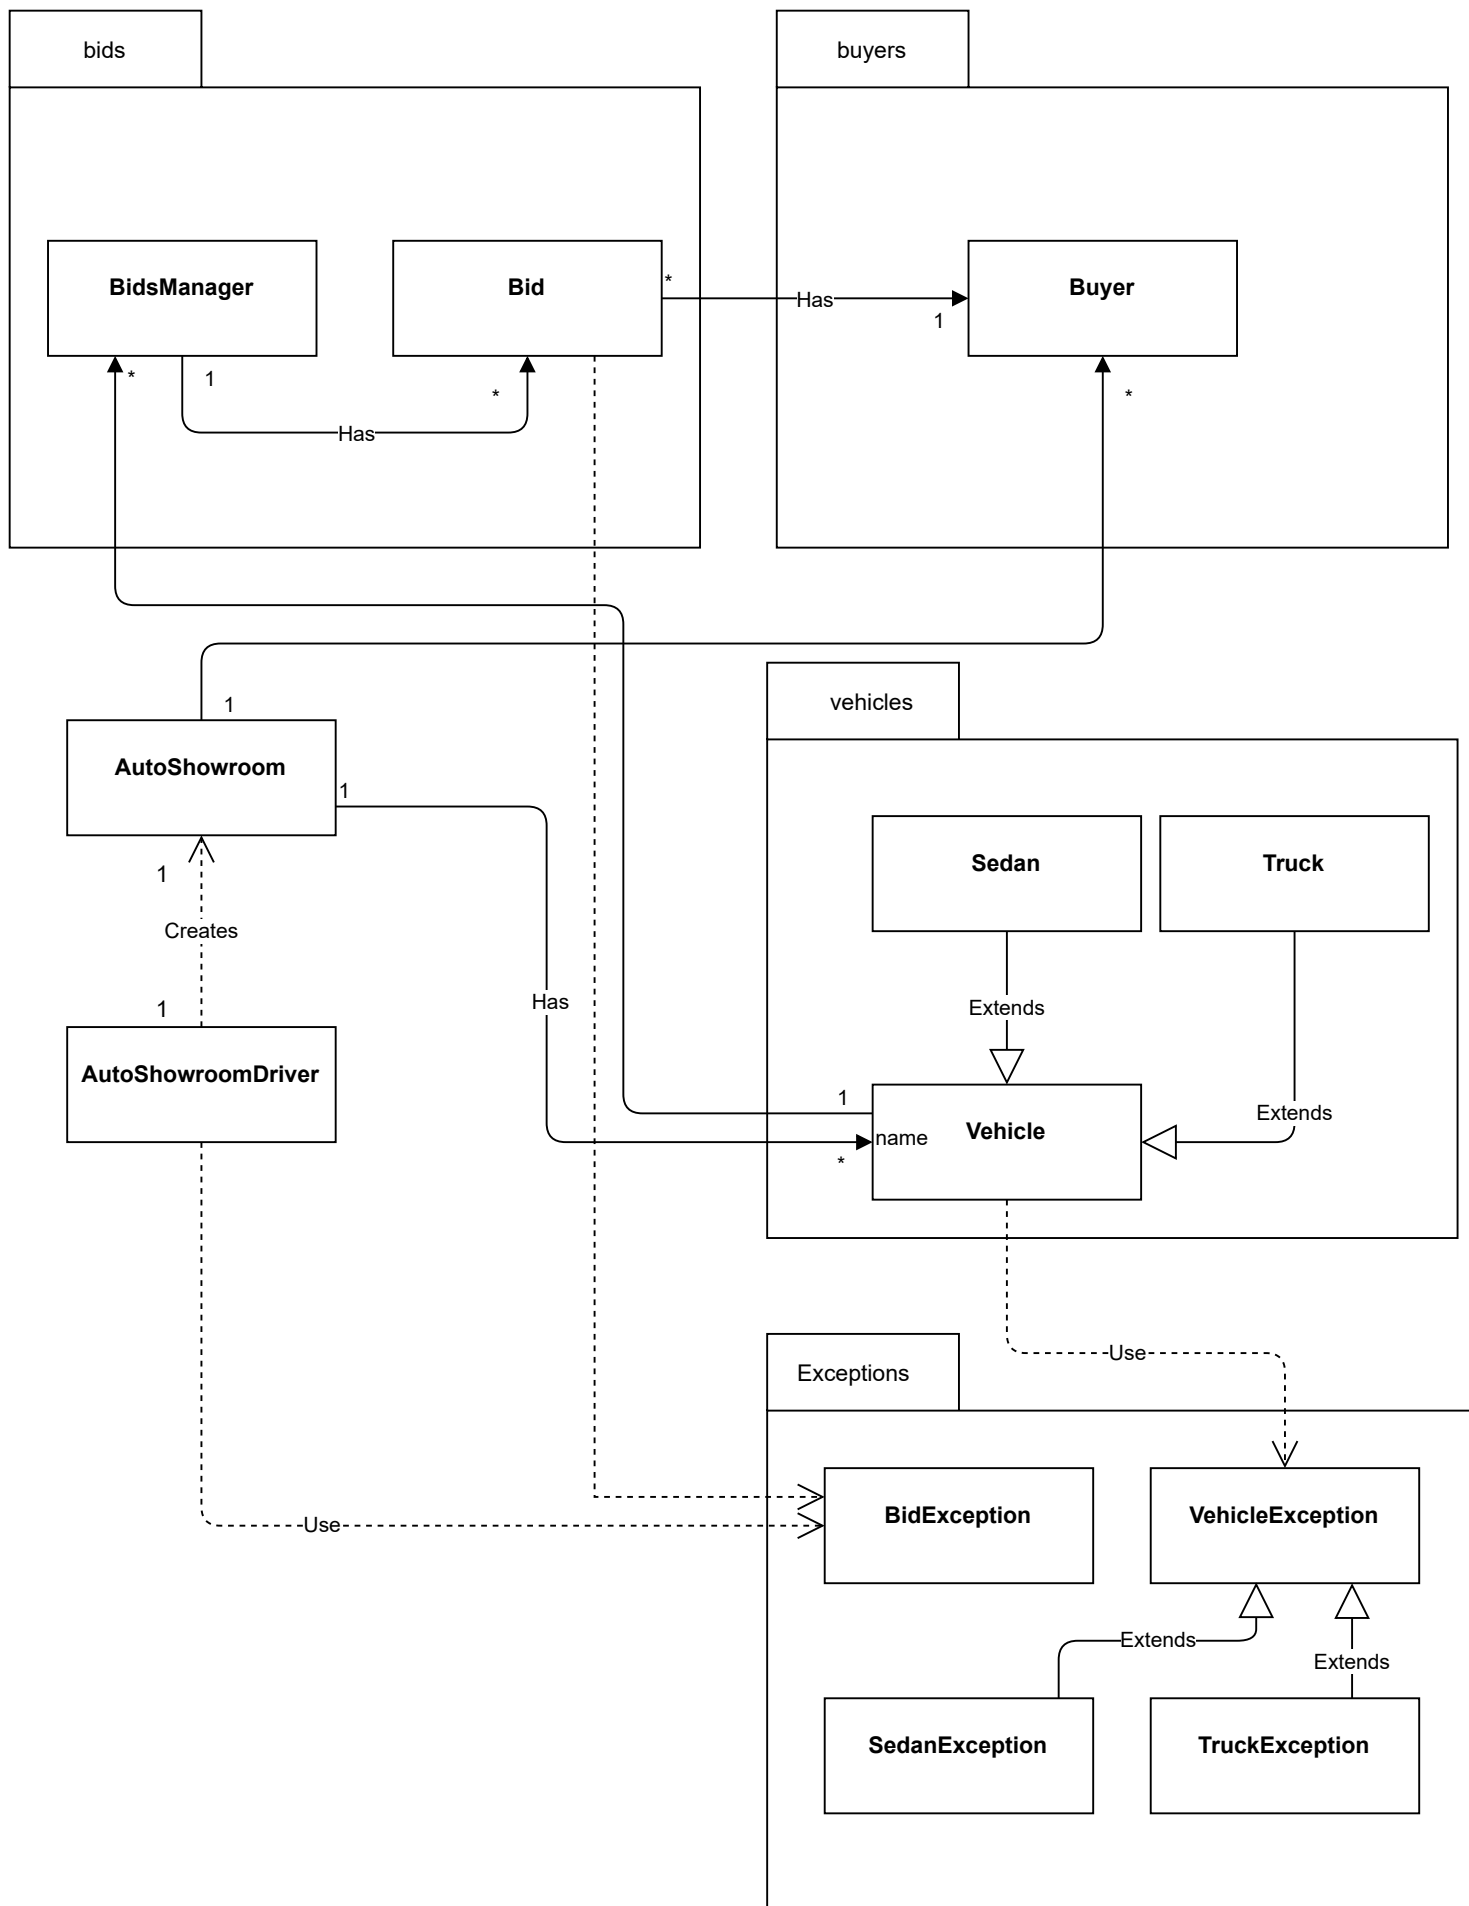 bids
buyers
BidsManager
Bid
Buyer
*
Has
1
*
1
*
*
Has
1
vehicles
AutoShowroom
1
Sedan
Truck
1
Creates
Has
1
Extends
AutoShowroomDriver
1
name
Vehicle
Extends
*
Use
Exceptions
BidException
VehicleException
Use
Extends
Extends
SedanException
TruckException